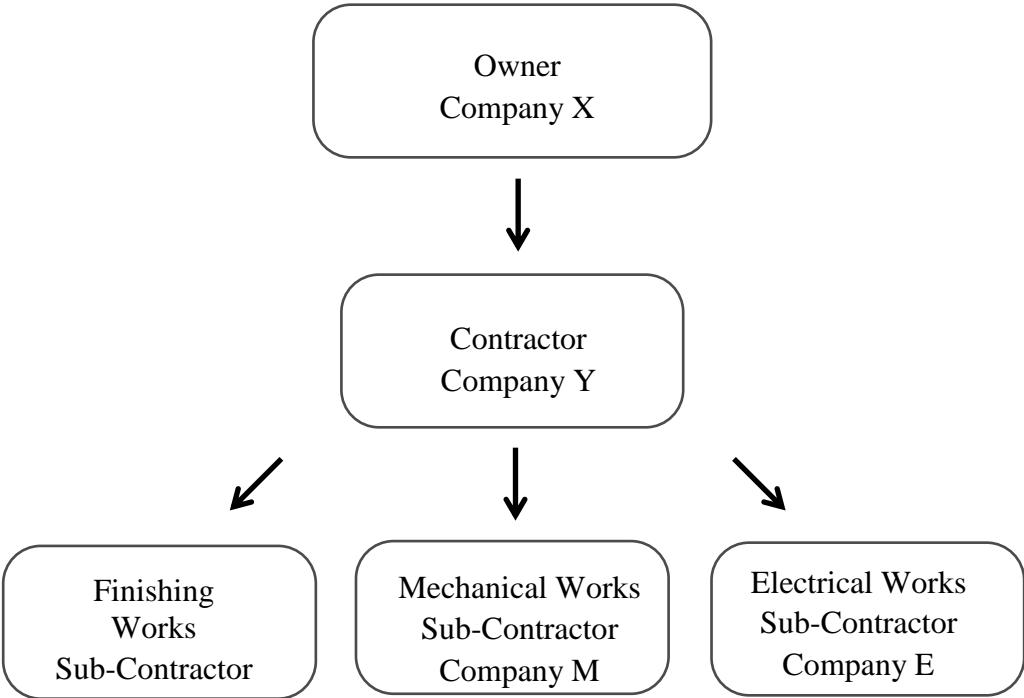 Owner
Company X
Contractor
Company Y
Finishing
Works
Sub-Contractor
Mechanical Works
Sub-Contractor
Company M
Electrical Works
Sub-Contractor
Company E